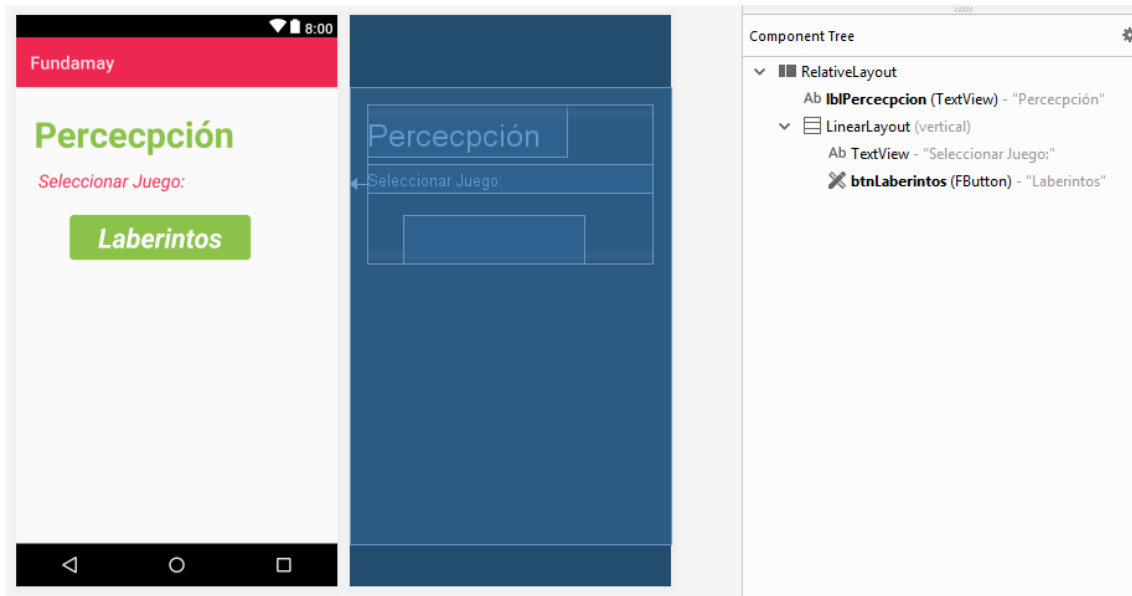 8:00
Fundamay
Percecpción
Seleccionar Juego:
Laberintos
Percecpción
Seleccionar Juego:
Component Tree
RelativeLayout
Ab lblPercecpcion (TextView) - "Percecpción"
LinearLayout (vertical)
Ab TextView - "Seleccionar Juego:"
btnLaberintos (FButton) - "Laberintos"